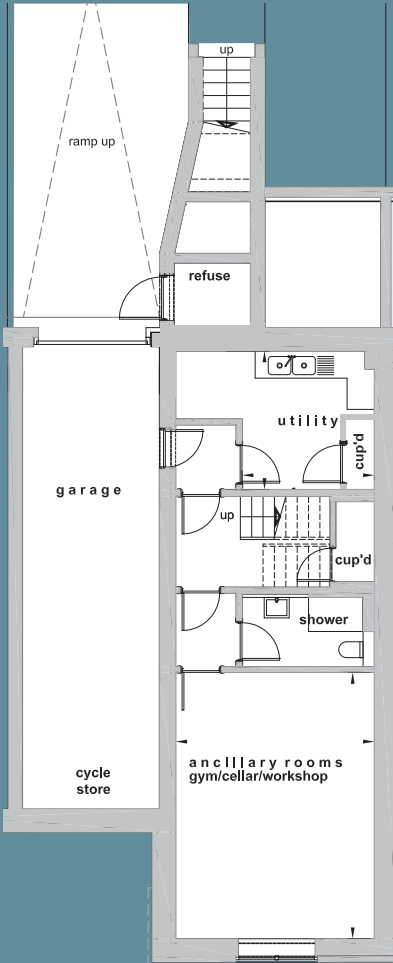 up
ramp up
refuse
utility
cup'd
garage
up
cup'd
shower
ancillary rooms
gym/cellar/workshop
cycle
store